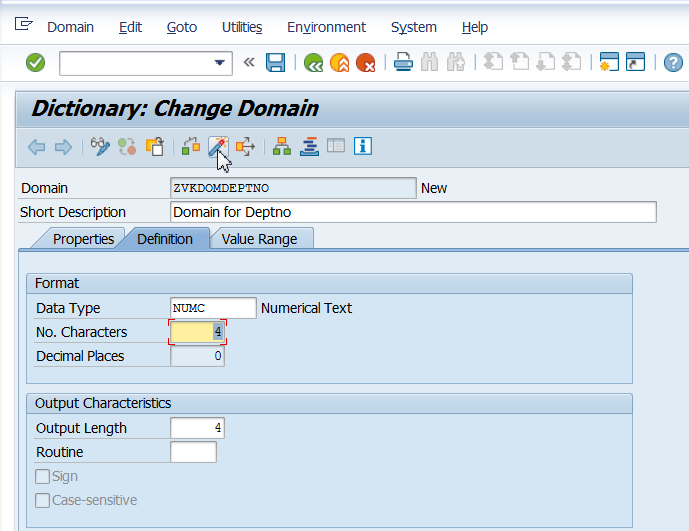 Domain Edit Goto Utilities Environment System Help
Dictionary: Change Domain
Domain ZVKDOMDEPTNO New
Short Description Domain for Deptno
Properties Definition Value Range
Format
Data Type NUMC Numerical Text
No. Characters 4
Decimal Places 0
Output Characteristics
Output Length 4
Routine
Sign
Case-sensitive